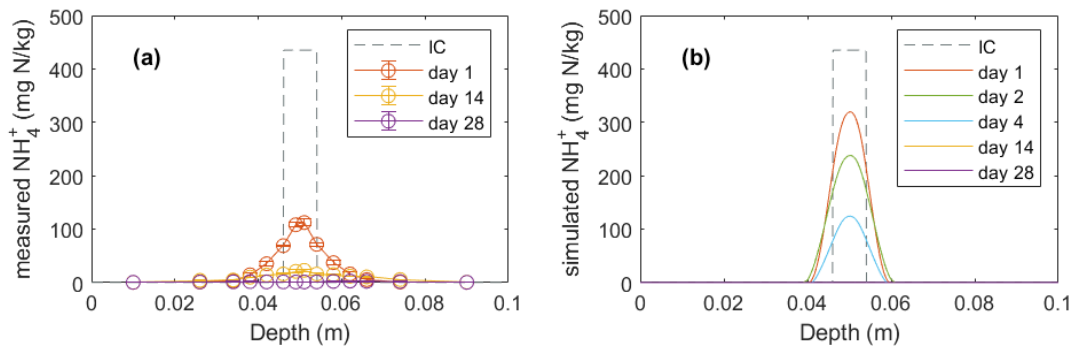 (a)
measured NH₄⁺ (mg N/kg)
500
400
300
200
100
0
0
0.02
0.04
0.06
0.08
0.1
Depth (m)
IC
day 1
day 14
day 28
(b)
simulated NH₄⁺ (mg N/kg)
500
400
300
200
100
0
0
0.02
0.04
0.06
0.08
0.1
Depth (m)
IC
day 1
day 2
day 4
day 14
day 28